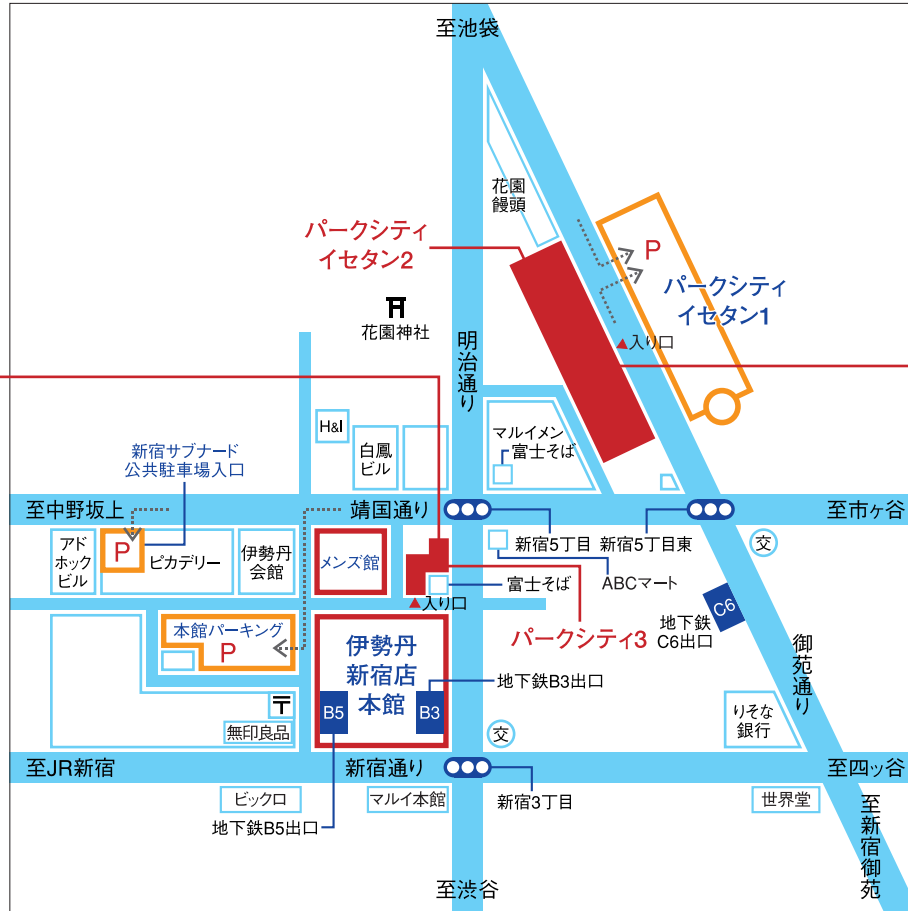 至池袋
花園
饅頭
パークシティ
イセタン2
P
パークシティ
イセタン1
花園神社
明治通り
▲入り口
H&I
白鳳
ビル
マルイメン
富士そば
新宿サブナード
公共駐車場入口
至中野坂上
靖国通り
至市ヶ谷
アド
ホック
ビル
P
ピカデリー
伊勢丹
会館
メンズ館
新宿5丁目
新宿5丁目東
交
富士そば
ABCマート
▲入り口
C6
地下鉄
C6出口
本館パーキング
P
伊勢丹
新宿店
本館
パークシティ3
御苑通り
地下鉄B3出口
〒
B5
B3
無印良品
交
りそな
銀行
至JR新宿
新宿通り
至四ッ谷
ビックロ
マルイ本館
新宿3丁目
世界堂
地下鉄B5出口
至新宿御苑
至渋谷